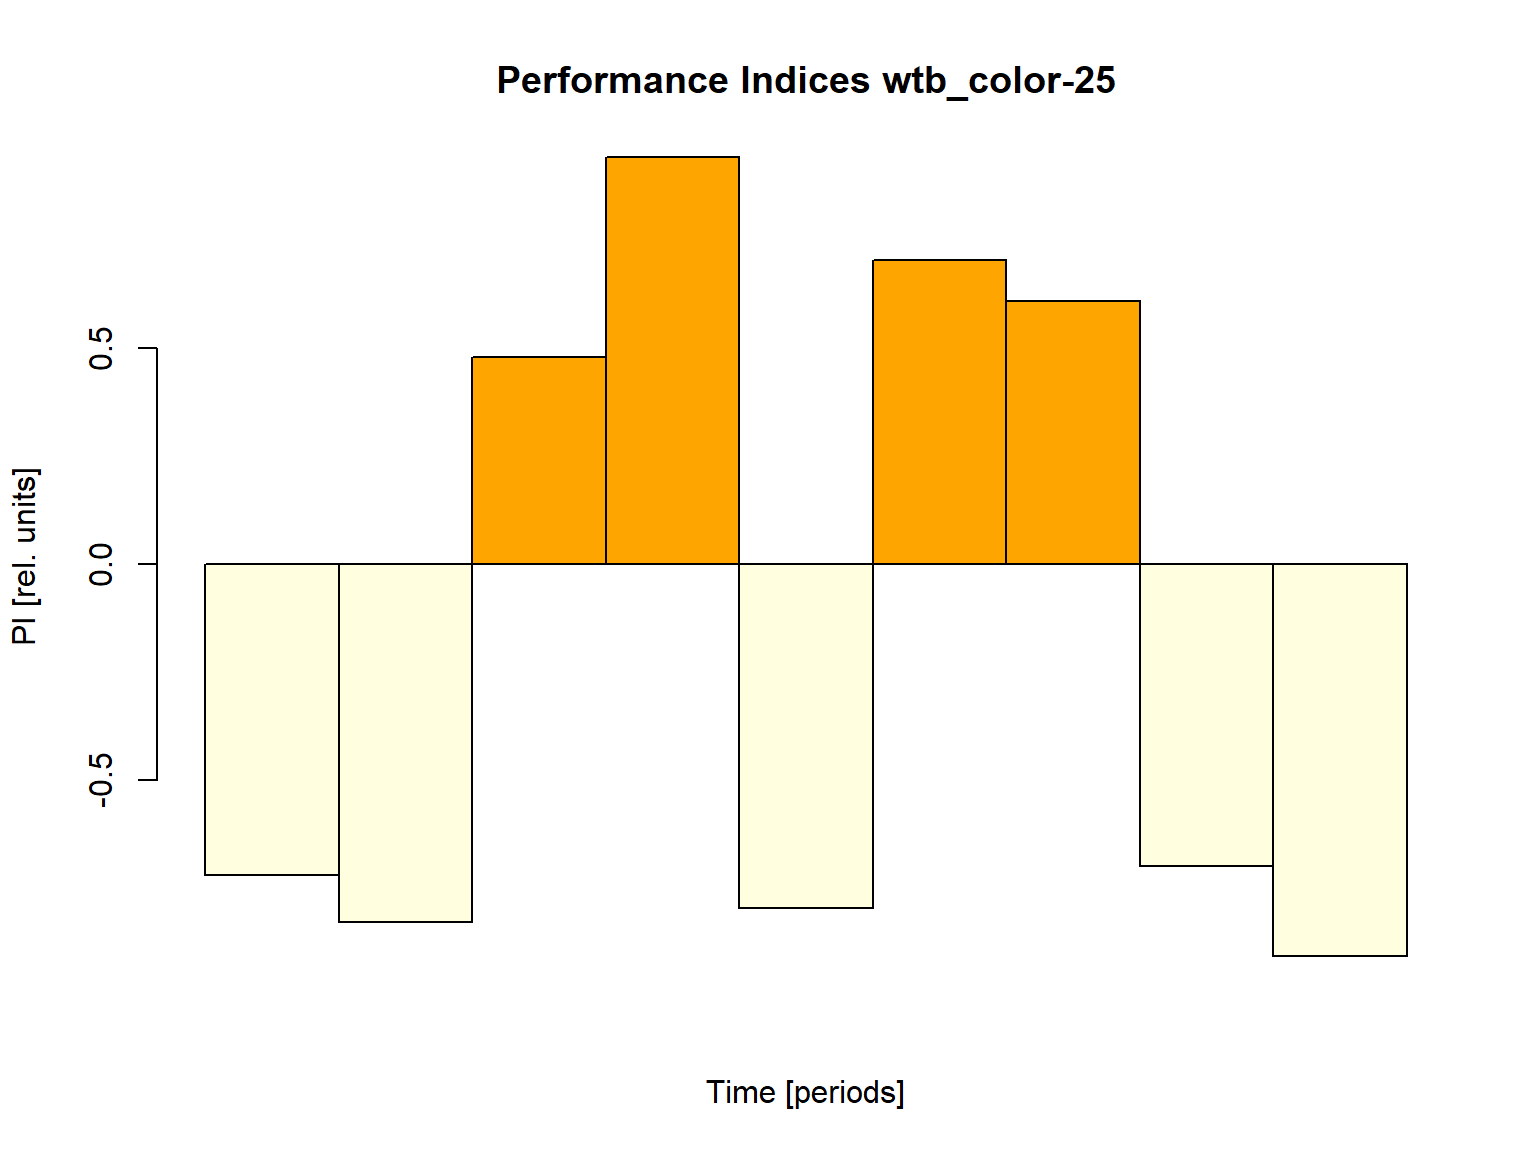 Performance Indices wtb_color-25
PI [rel. units]
0.5
0.0
-0.5
Time [periods]